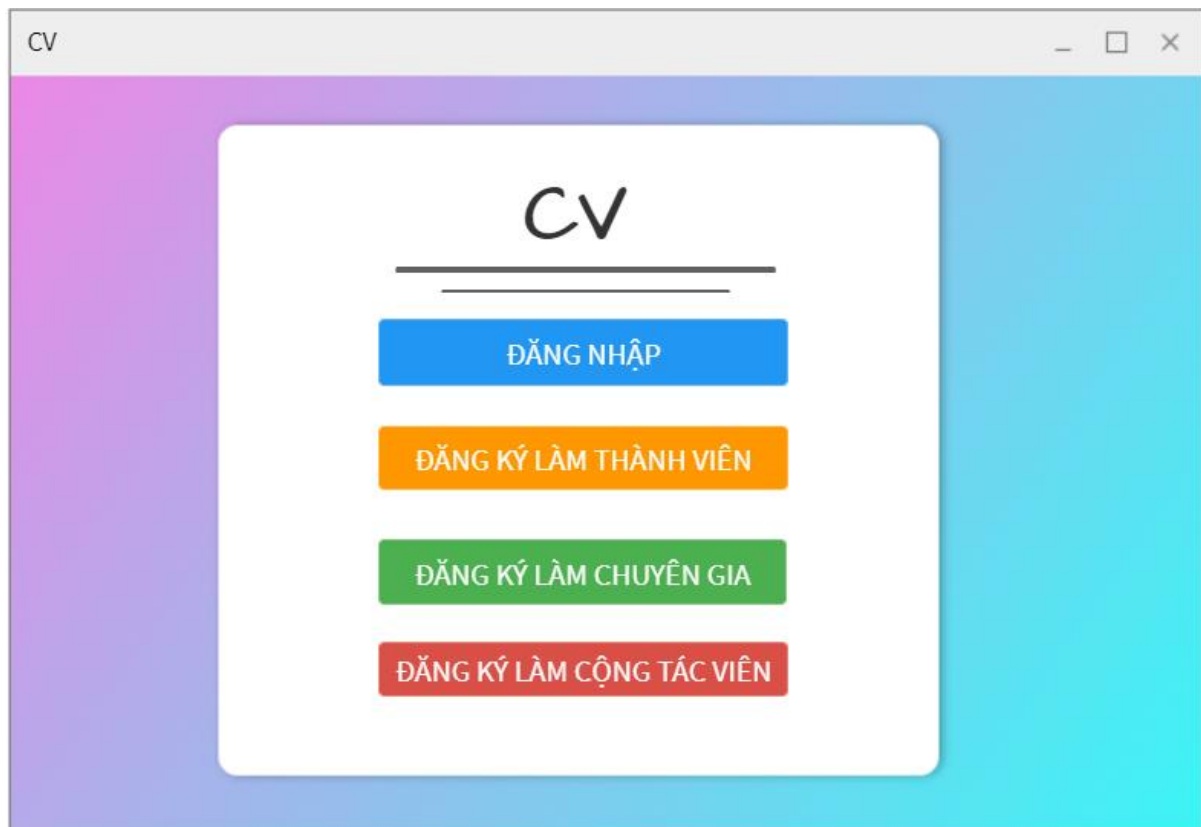 CV
CV
ĐĂNG NHẬP
ĐĂNG KÝ LÀM THÀNH VIÊN
ĐĂNG KÝ LÀM CHUYÊN GIA
ĐĂNG KÝ LÀM CỘNG TÁC VIÊN